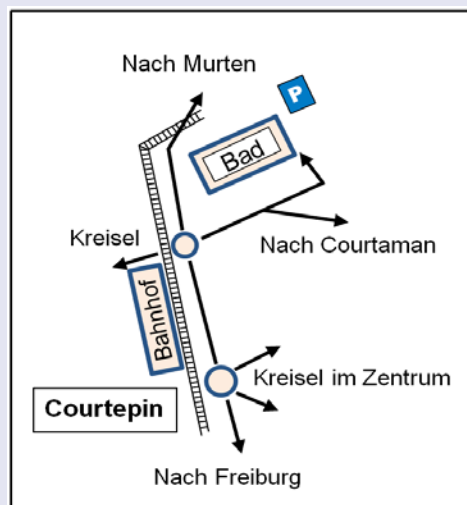 Nach Murten
P
Bad
Kreisel
Nach Courtaman
Bahnhof
Kreisel im Zentrum
Courtepin
Nach Freiburg